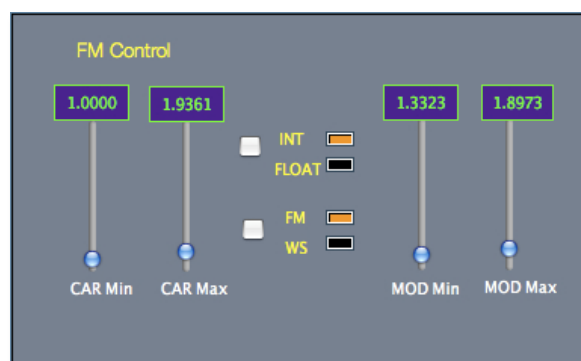 FM Control
1.0000
1.9361
1.3323
1.8973
INT
FLOAT
FM
WS
CAR Min
CAR Max
MOD Min
MOD Max